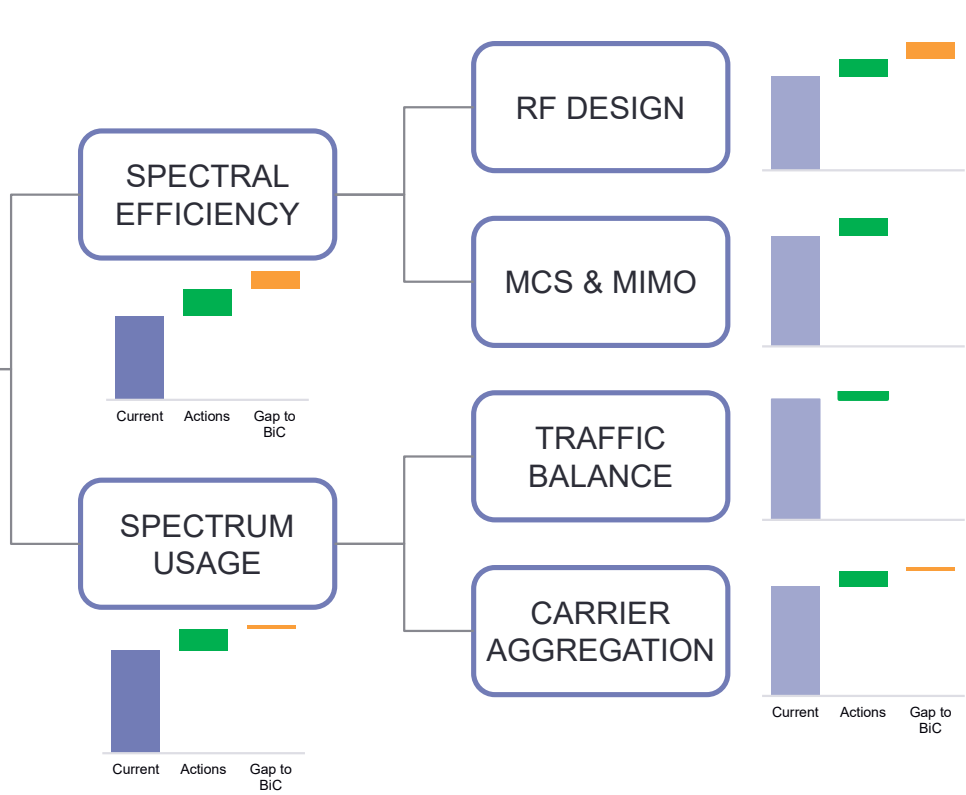 RF DESIGN
SPECTRAL
EFFICIENCY
MCS & MIMO
Current
Actions
Gap to
BiC
TRAFFIC
BALANCE
SPECTRUM
USAGE
CARRIER
AGGREGATION
Current
Actions
Gap to
BiC
Current
Actions
Gap to
BiC